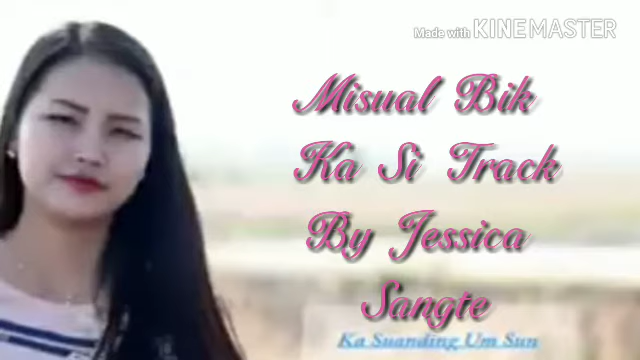 Made with KINEMASTER
Misual Bik
Ka Si Track
By Jessica
Sangte
Ka Suanding Um Sun